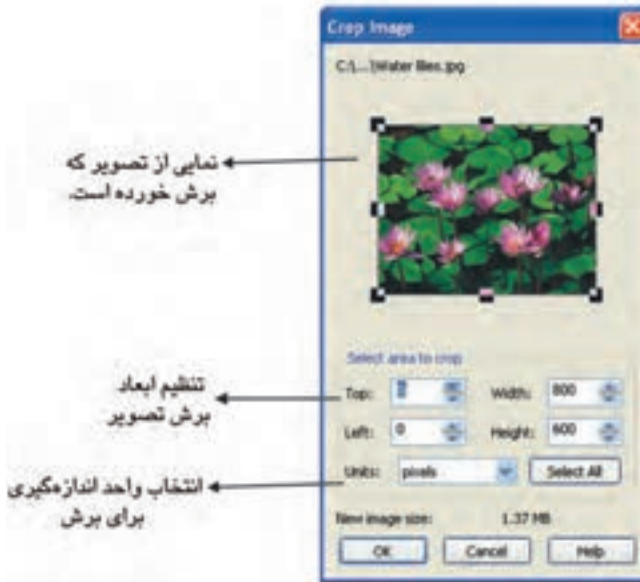 Crop Image
C:\...\Water lilies.jpg
نمایی از تصویر که
برش خورده است.
Select area to crop
تنظیم ابعاد
برش تصویر
Top: 0 Width: 800
Left: 0 Height: 600
انتخاب واحد اندازه‌گیری
برای برش
Units: pixels Select All
New image size: 1.37 MB
OK Cancel Help